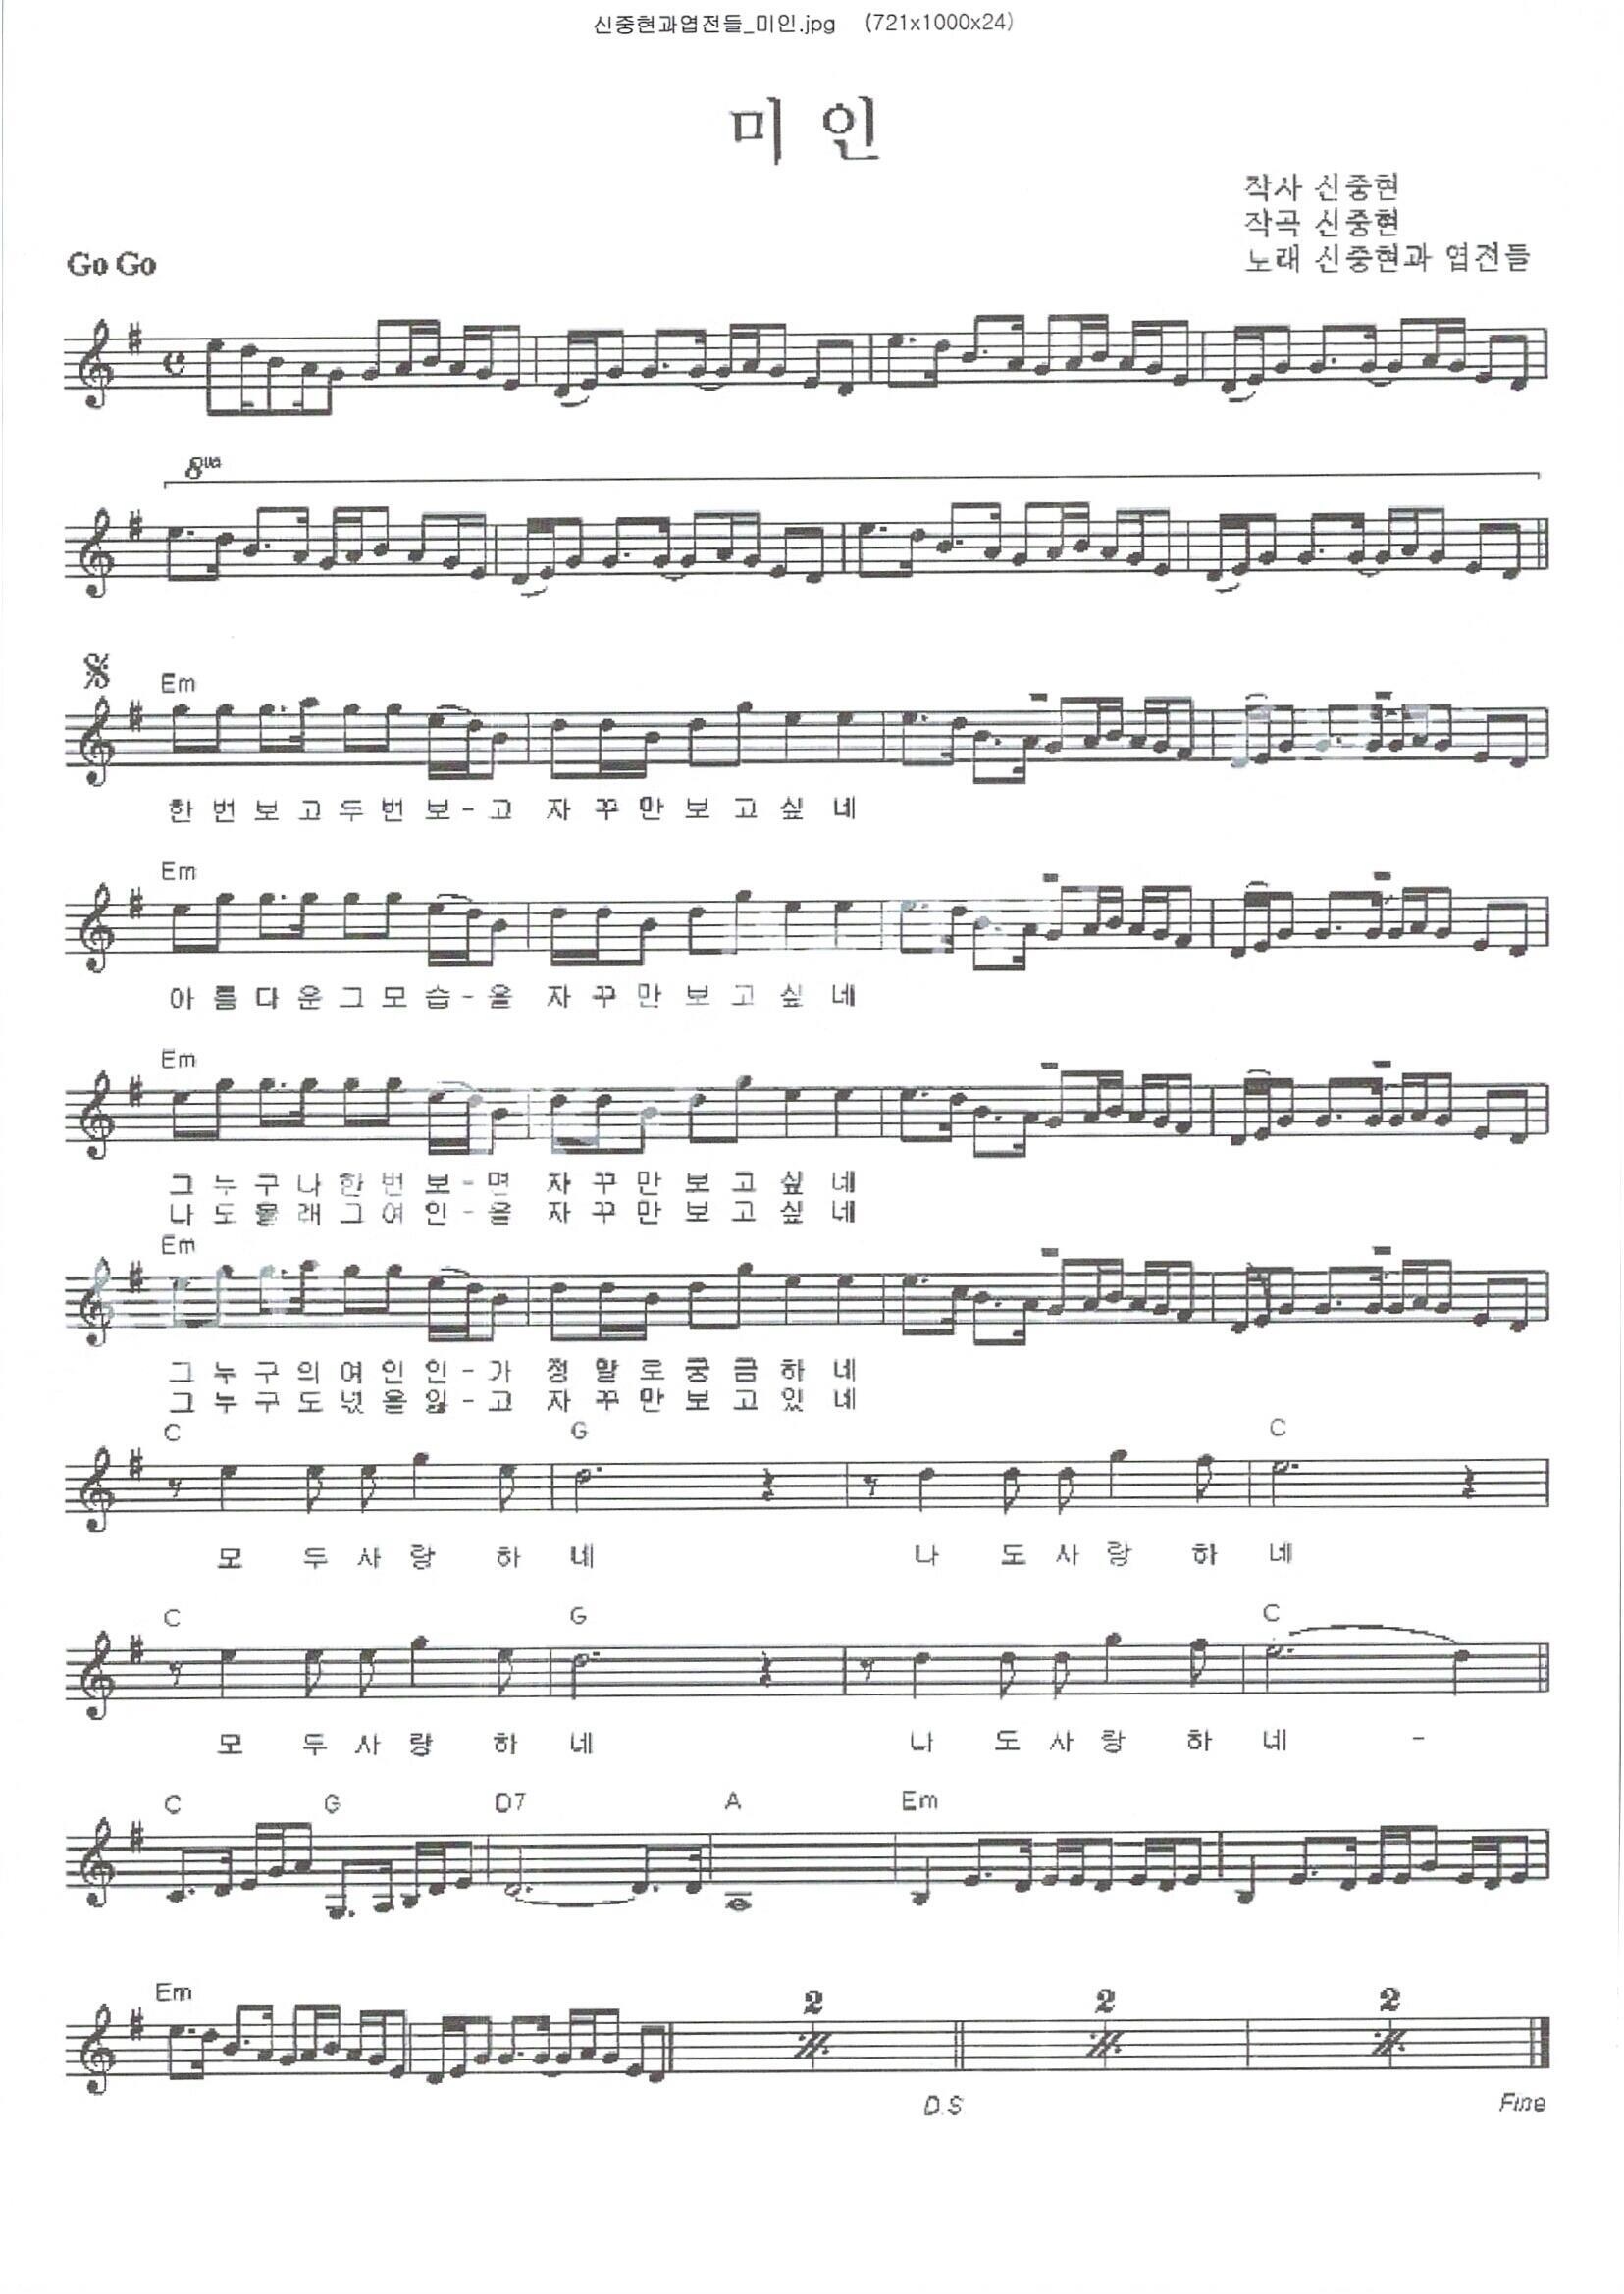 신중현과엽전들_미인.jpg (721x1000x24)
미 인
작사 신중현
작곡 신중현
노래 신중현과 엽전들
Go Go
8va
Em
한 번 보 고 두 번 보 - 고 자 꾸 만 보 고 싶 네
Em
아 름 다 운 그 모 습 - 을 자 꾸 만 보 고 싶 네
Em
그 누 구 나 한 번 보 - 면 자 꾸 만 보 고 싶 네
나 도 몰 래 그 여 인 - 을 자 꾸 만 보 고 싶 네
Em
그 누 구 의 여 인 인 - 가 정 말 로 궁 금 하 네
그 누 구 도 넋 을 잃 - 고 자 꾸 만 보 고 있 네
C G C
모 두 사 랑 하 네 나 도 사 랑 하 네
C G C
모 두 사 랑 하 네 나 도 사 랑 하 네 -
C G D7 A Em
Em 2 2 2
D.S Fine